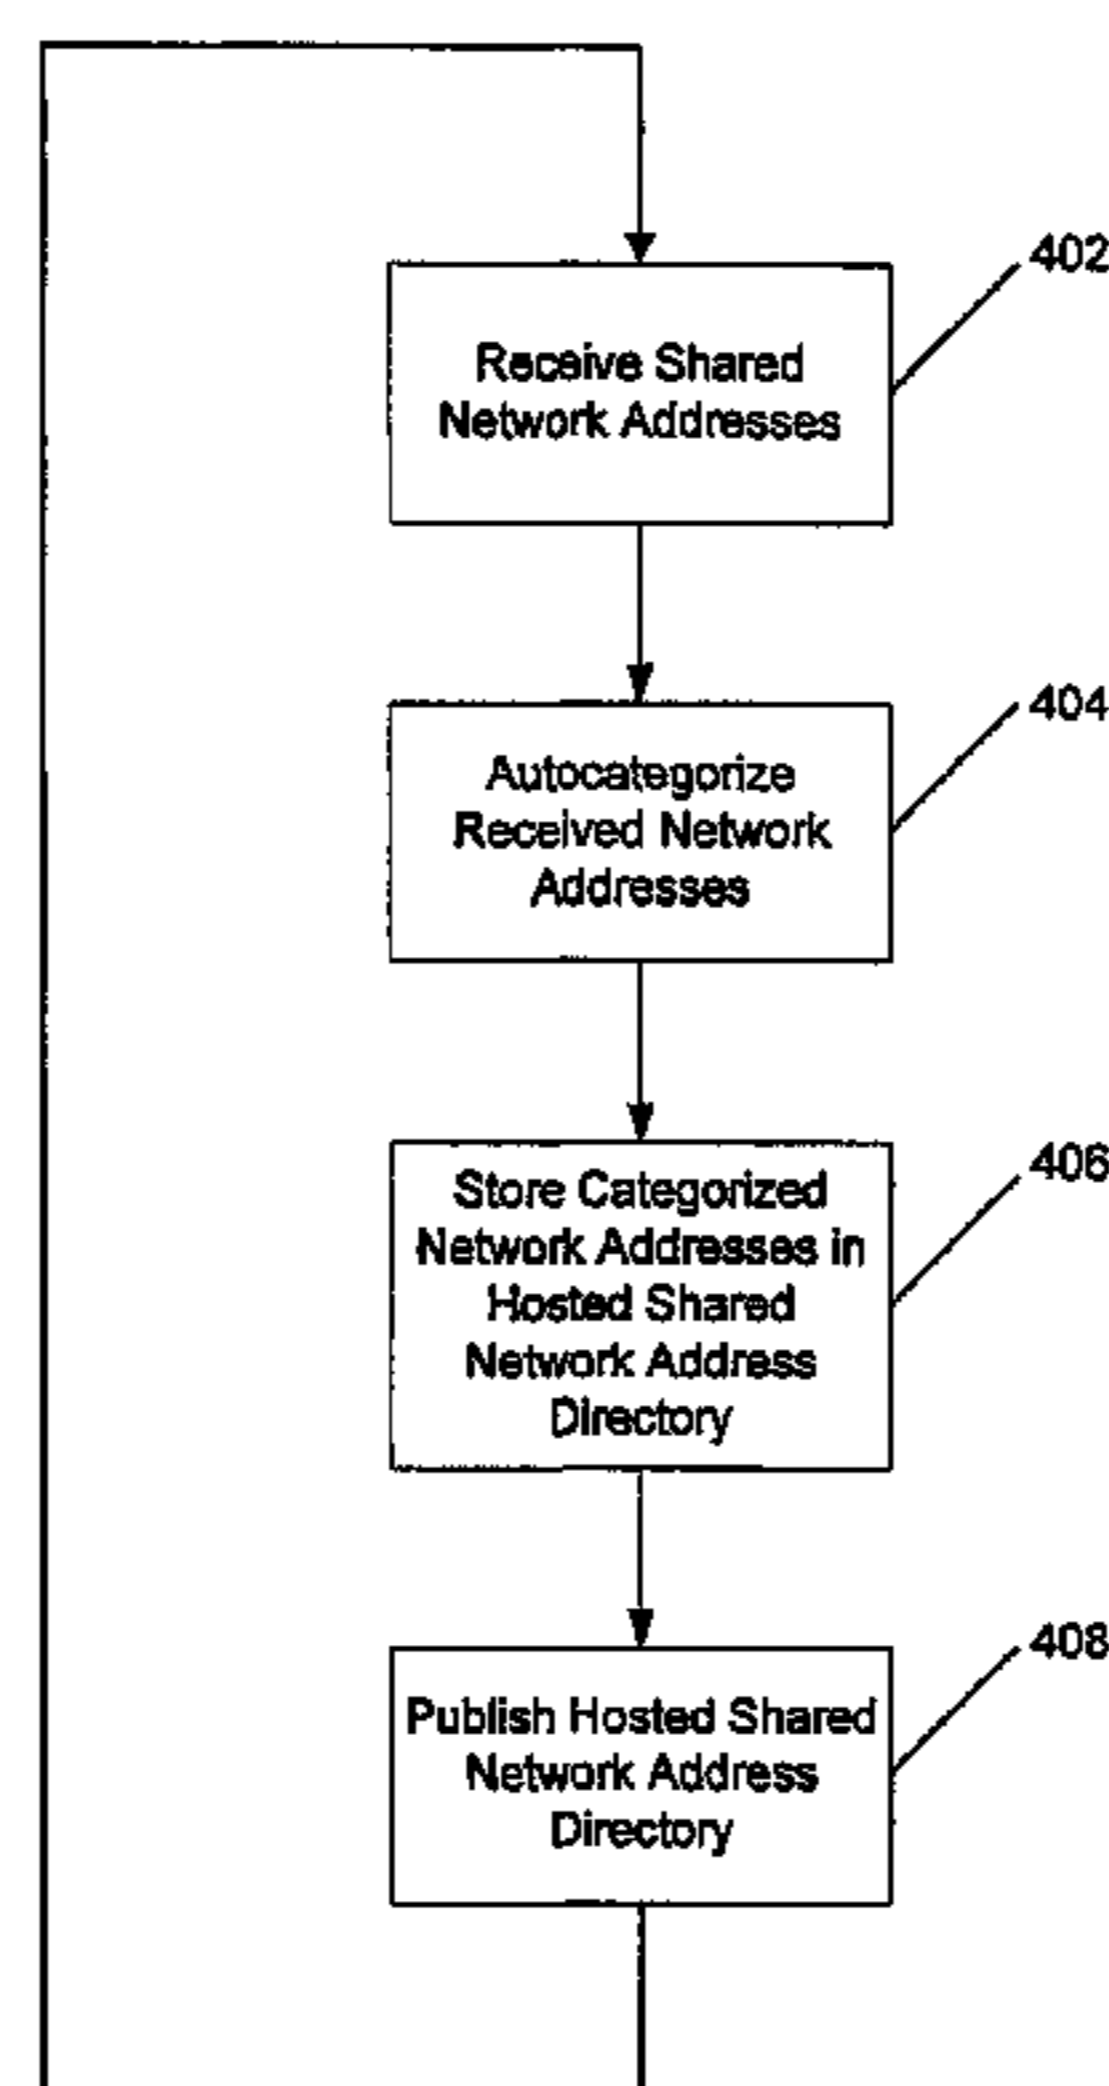 402
Receive Shared
Network Addresses
404
Autocategorize
Received Network
Addresses
406
Store Categorized
Network Addresses in
Hosted Shared
Network Address
Directory
408
Publish Hosted Shared
Network Address
Directory